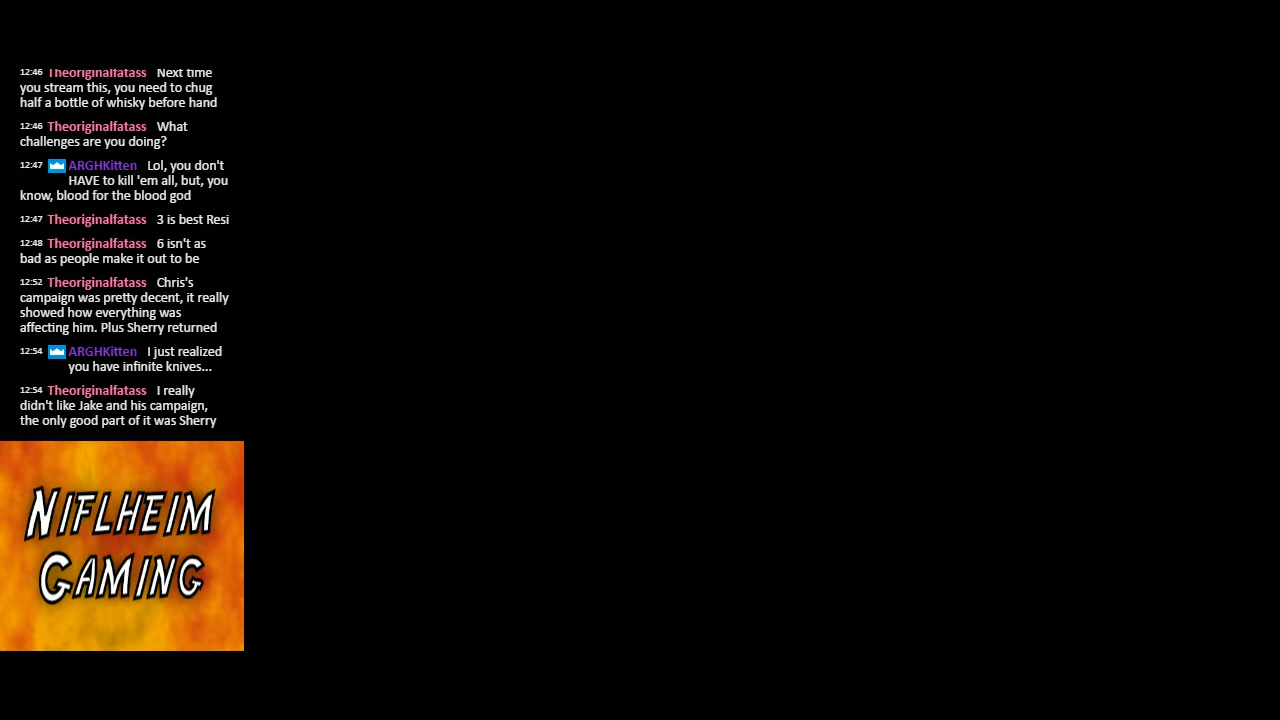 12:46 Theoriginalfatass Next time
you stream this, you need to chug
half a bottle of whisky before hand
12:46 Theoriginalfatass What
challenges are you doing?
12:47 ARGHKitten Lol, you don't
HAVE to kill 'em all, but, you
know, blood for the blood god
12:47 Theoriginalfatass 3 is best Resi
12:48 Theoriginalfatass 6 isn't as
bad as people make it out to be
12:52 Theoriginalfatass Chris's
campaign was pretty decent, it really
showed how everything was
affecting him. Plus Sherry returned
12:54 ARGHKitten I just realized
you have infinite knives...
12:54 Theoriginalfatass I really
didn't like Jake and his campaign,
the only good part of it was Sherry
NIFLHEIM
GAMING